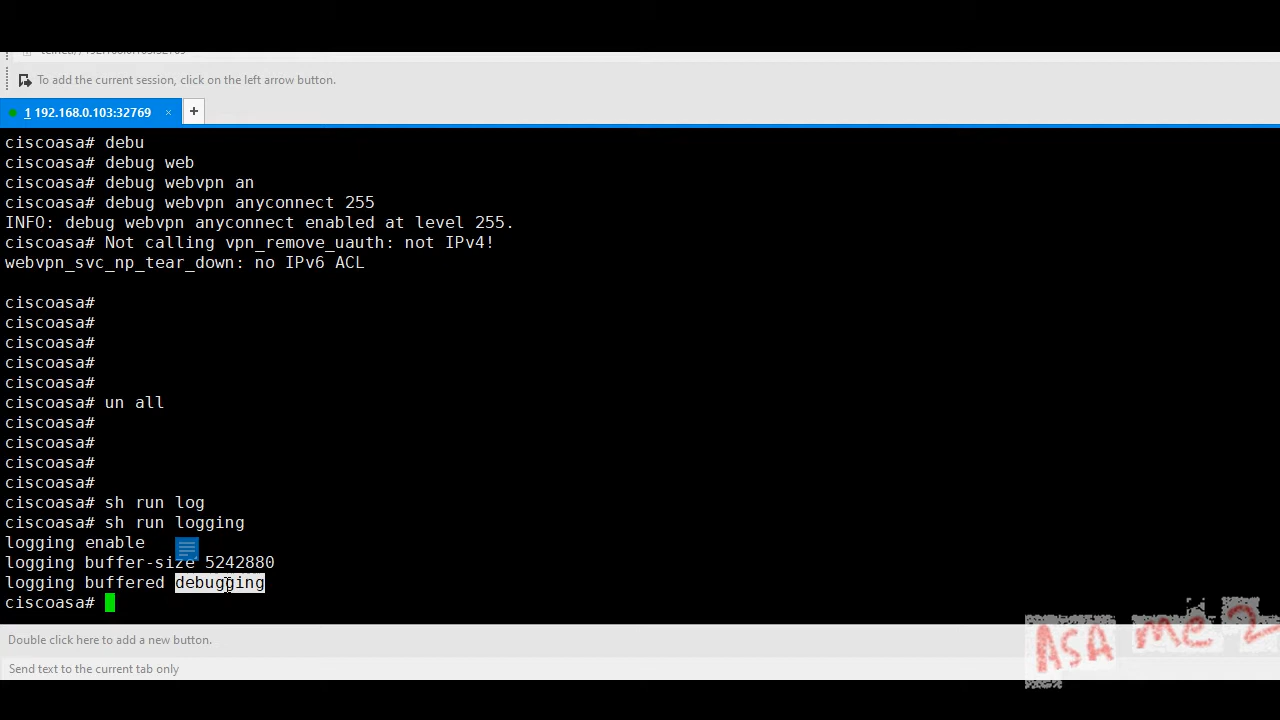 To add the current session, click on the left arrow button.
1 192.168.0.103:32769 × +
ciscoasa# debu
ciscoasa# debug web
ciscoasa# debug webvpn an
ciscoasa# debug webvpn anyconnect 255
INFO: debug webvpn anyconnect enabled at level 255.
ciscoasa# Not calling vpn_remove_uauth: not IPv4!
webvpn_svc_np_tear_down: no IPv6 ACL
ciscoasa#
ciscoasa#
ciscoasa#
ciscoasa#
ciscoasa#
ciscoasa# un all
ciscoasa#
ciscoasa#
ciscoasa#
ciscoasa#
ciscoasa# sh run log
ciscoasa# sh run logging
logging enable
logging buffer-size 5242880
logging buffered debugging
ciscoasa#
Double click here to add a new button.
Send text to the current tab only
ASA me 2